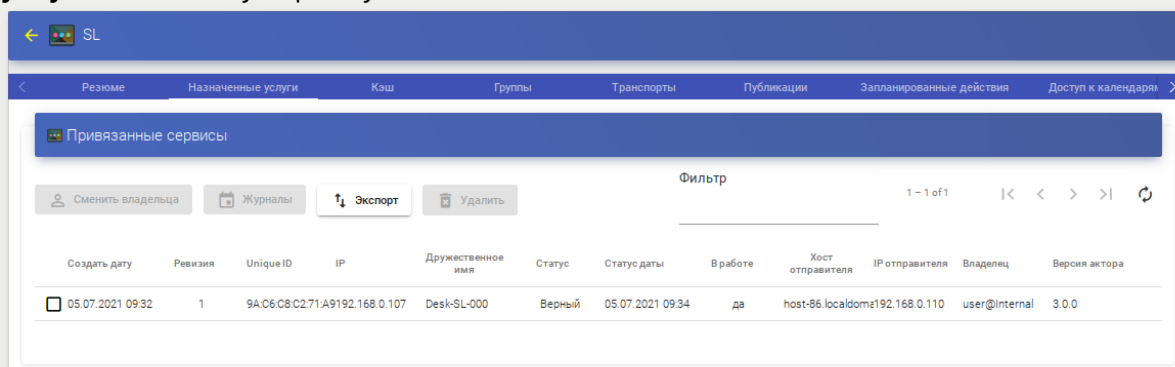 SL
Резюме Назначенные услуги Кэш Группы Транспорты Публикации Запланированные действия Доступ к календарям
Привязанные сервисы
Фильтр
Сменить владельца Журналы Экспорт Удалить 1 – 1 of 1
Создать дату Ревизия Unique ID IP Дружественное имя Статус Статус даты В работе Хост отправителя IP отправителя Владелец Версия актора
05.07.2021 09:32 1 9A:C6:C8:C2:71:A9 192.168.0.107 Desk-SL-000 Верный 05.07.2021 09:34 да host-86.localdoma 192.168.0.110 user@Internal 3.0.0